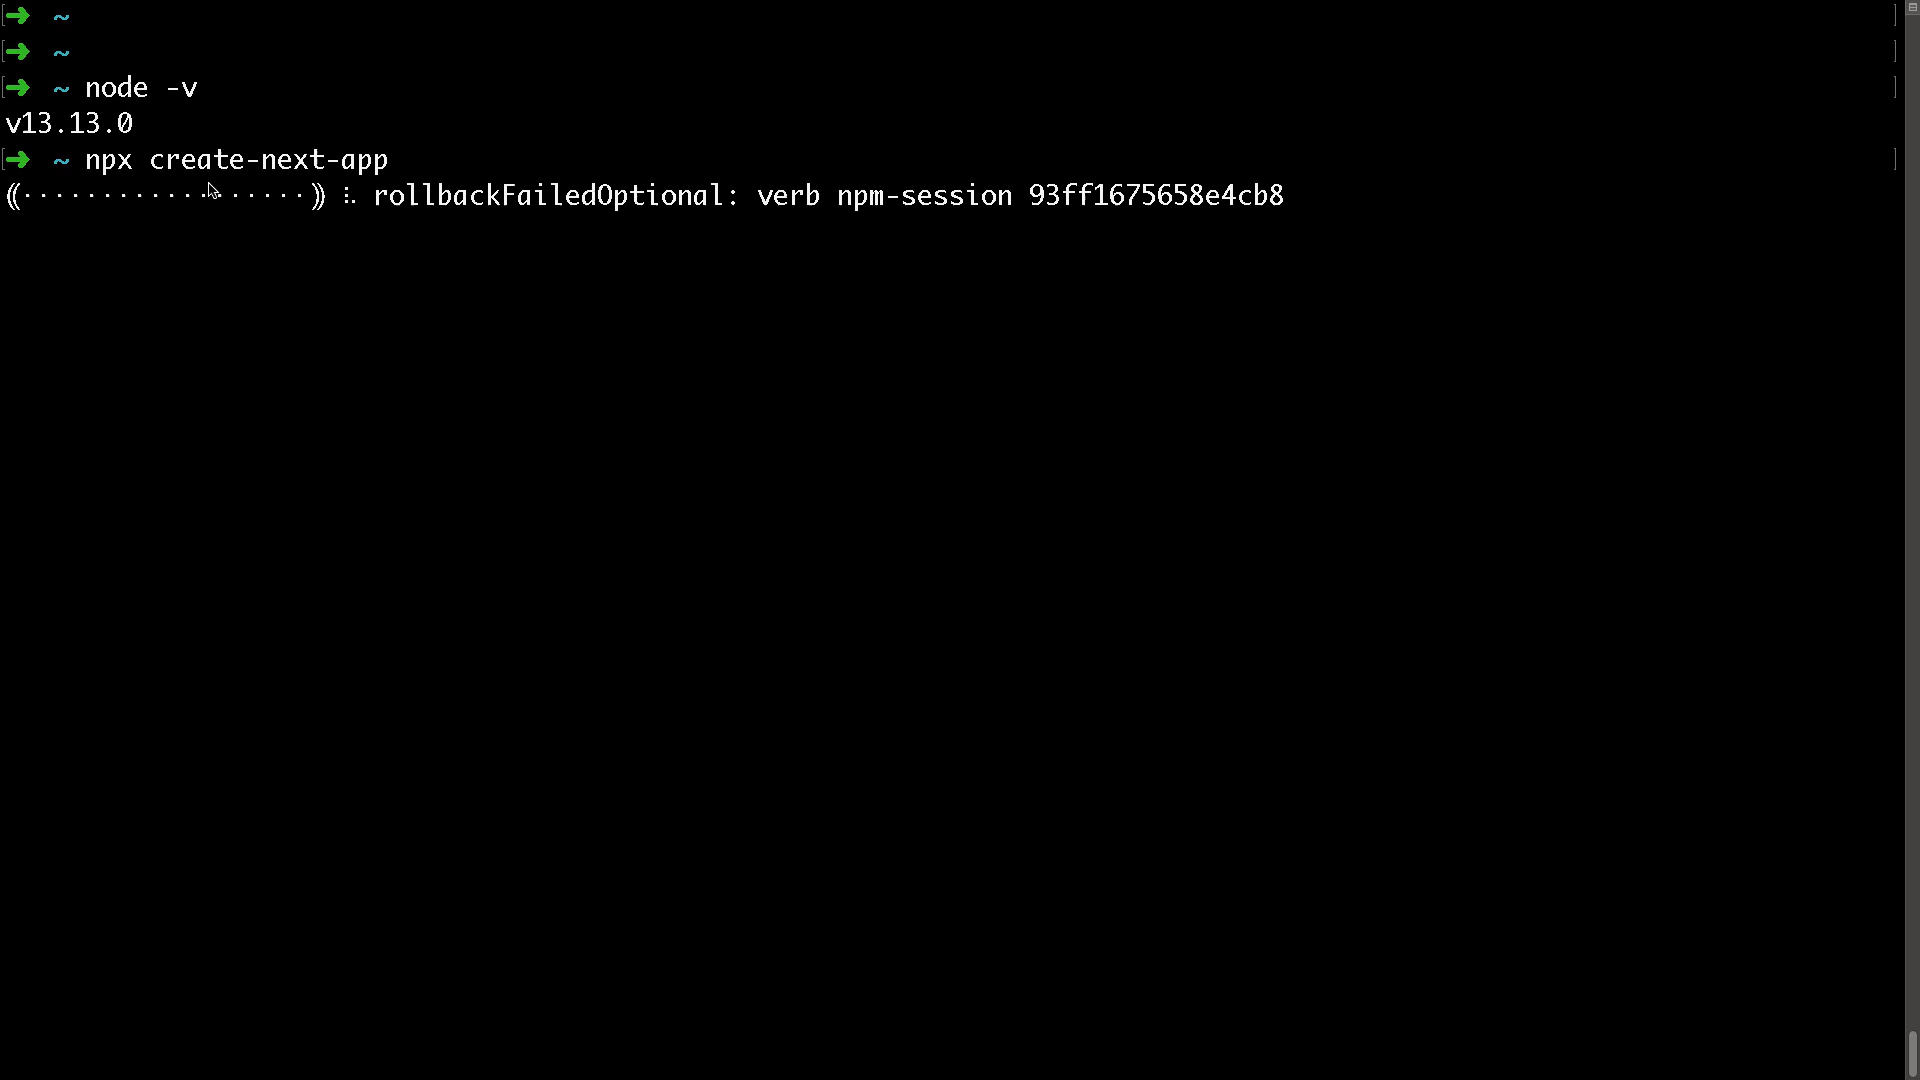 ➜ ~
➜ ~
➜ ~ node -v
v13.13.0
➜ ~ npx create-next-app
⸨··················⸩ ⠧ rollbackFailedOptional: verb npm-session 93ff1675658e4cb8